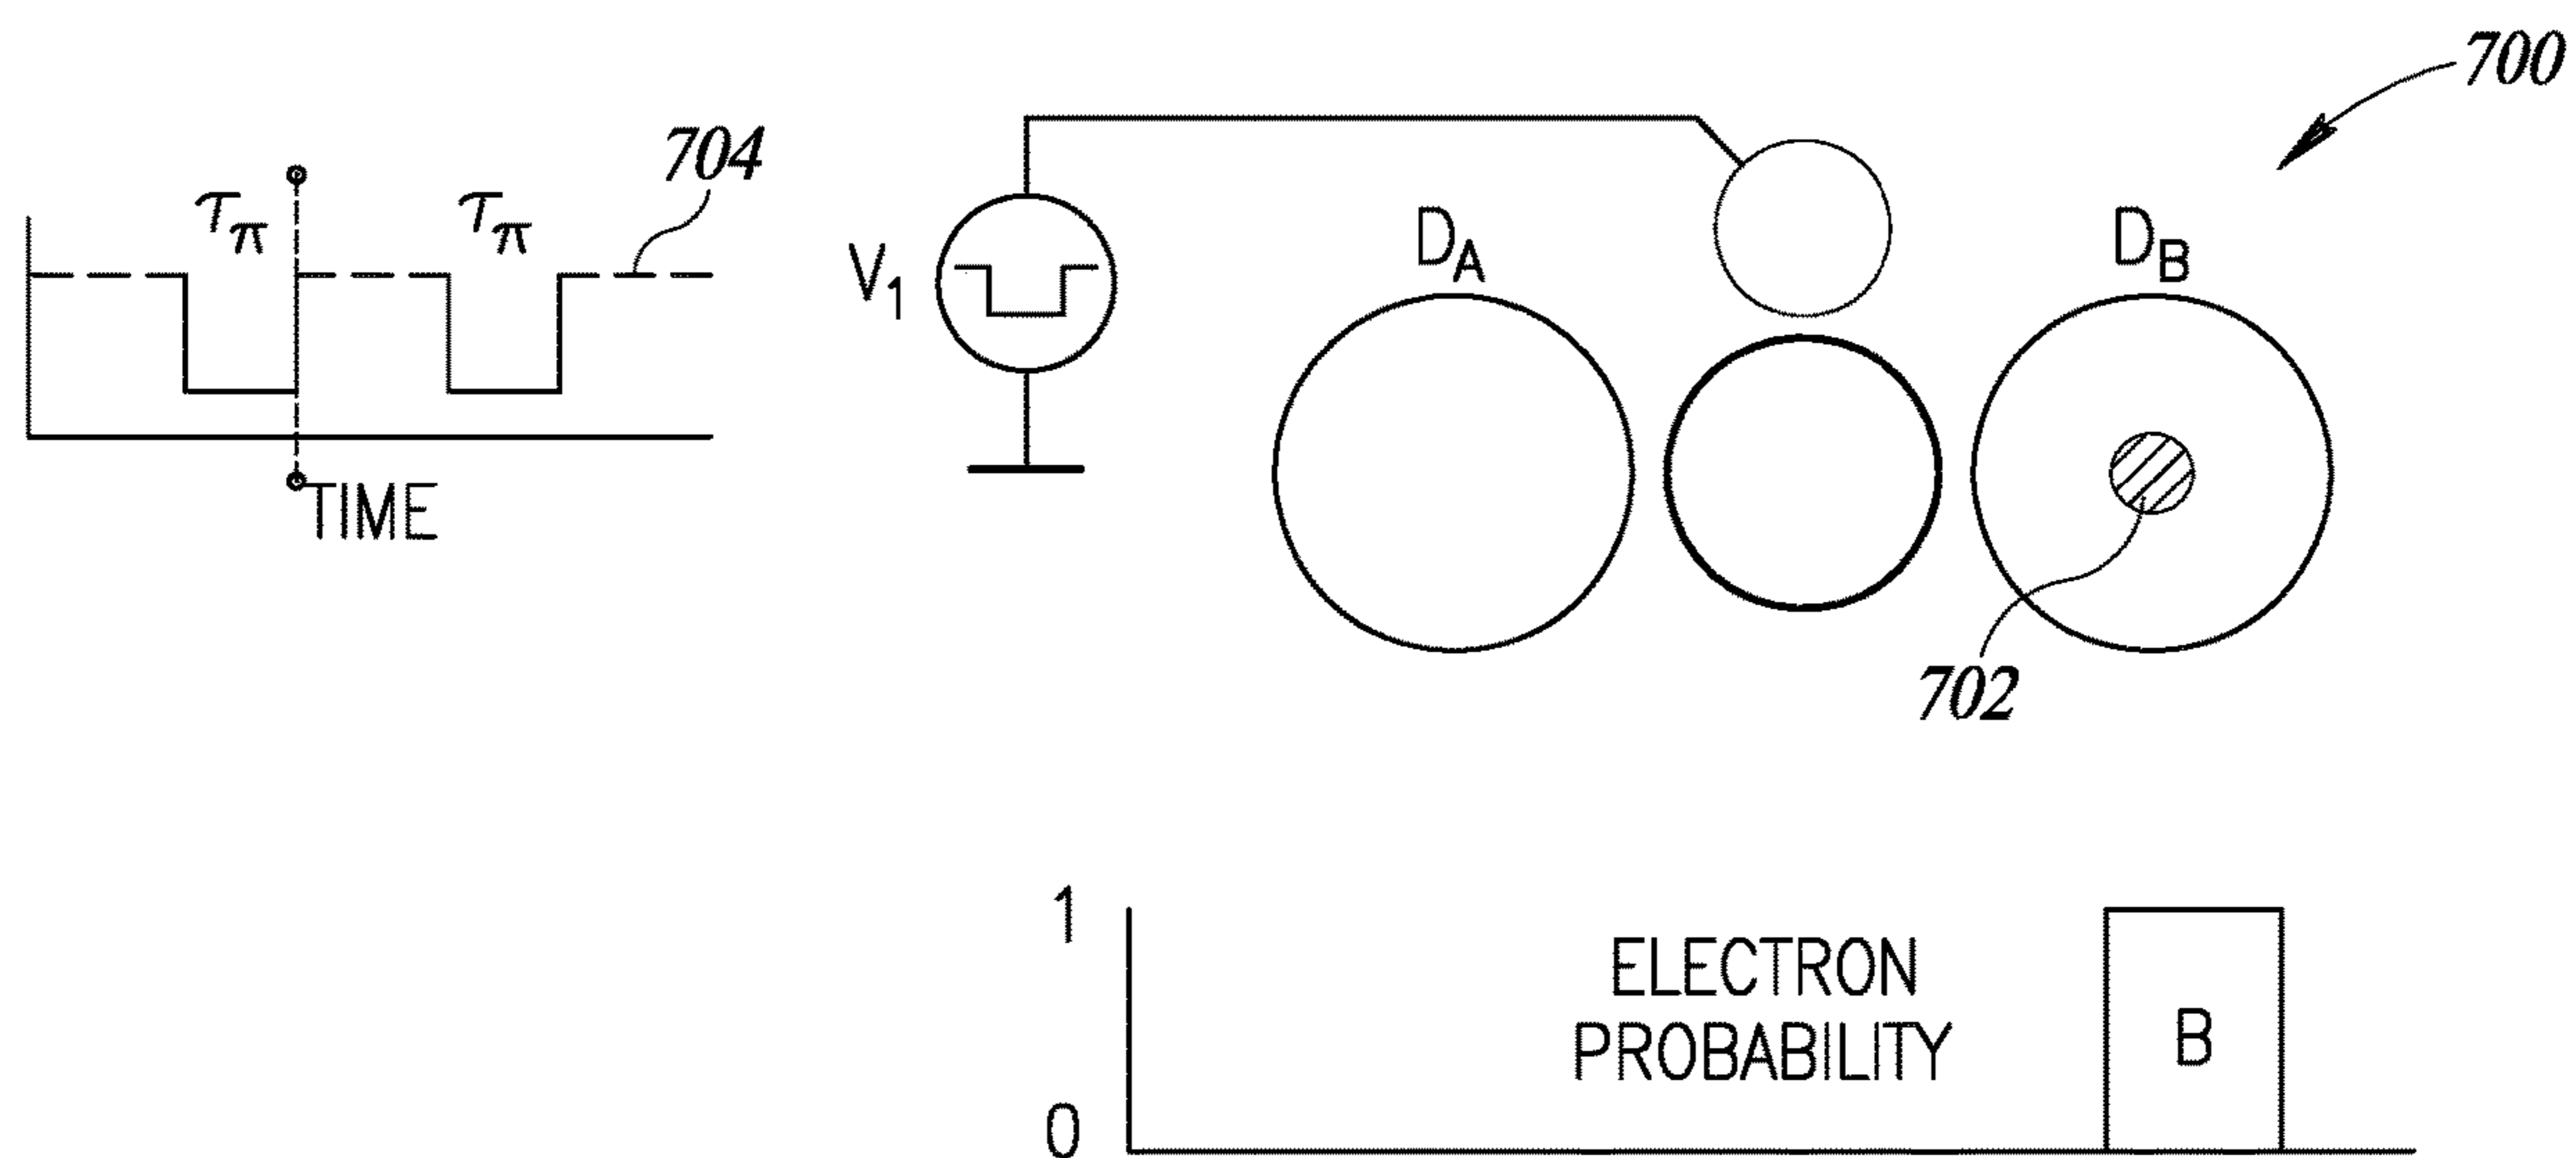 700
704
τπ
τπ
TIME
V1
DA
DB
702
1
ELECTRON
PROBABILITY
B
0